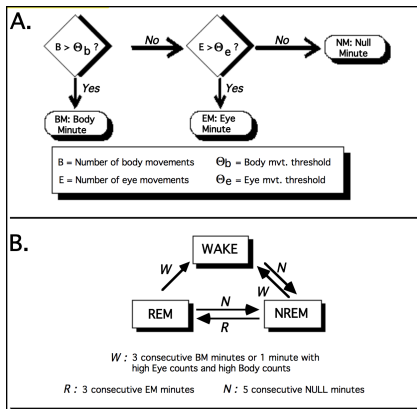 A.
B > Θb ?
No
E > Θe ?
No
NM: Null
Minute
Yes
Yes
BM: Body
Minute
EM: Eye
Minute
B = Number of body movements
Θb = Body mvt. threshold
E = Number of eye movements
Θe = Eye mvt. threshold
B.
WAKE
W
N
W
REM
N
R
NREM
W : 3 consecutive BM minutes or 1 minute with
high Eye counts and high Body counts
R : 3 consecutive EM minutes
N : 5 consecutive NULL minutes